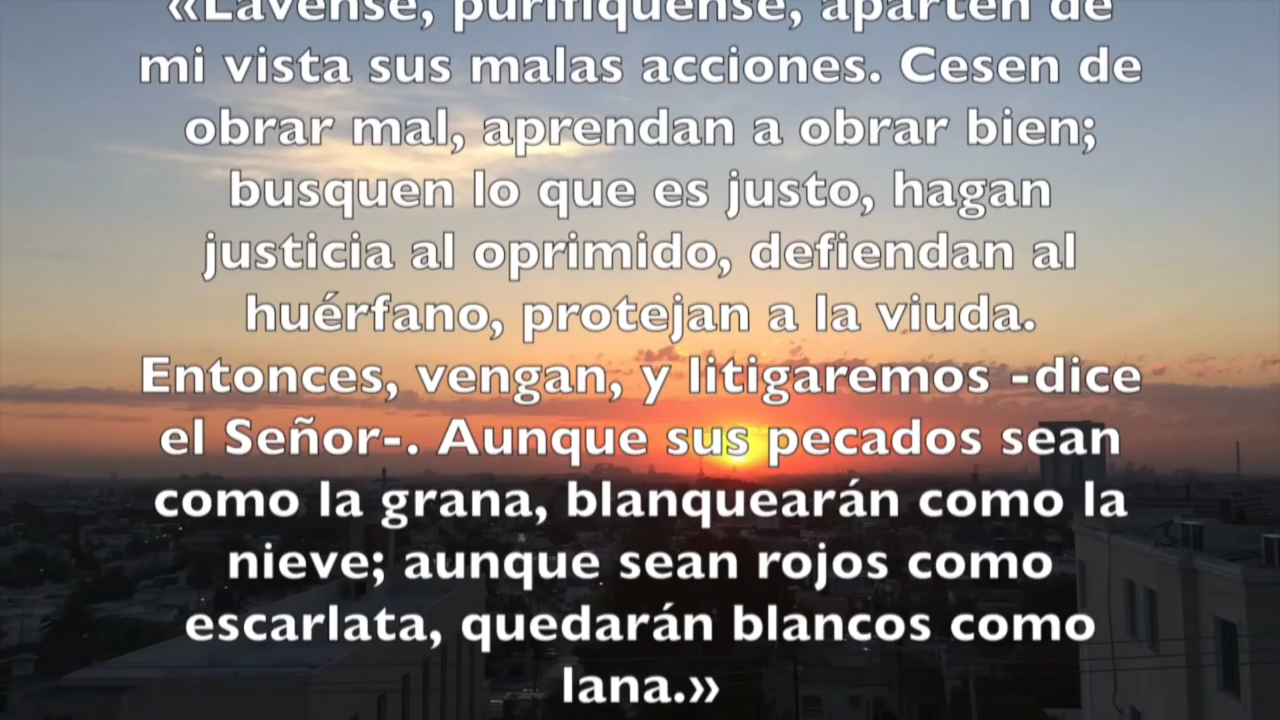 «Lávense, purifíquense, aparten de
mi vista sus malas acciones. Cesen de
obrar mal, aprendan a obrar bien;
busquen lo que es justo, hagan
justicia al oprimido, defiendan al
huérfano, protejan a la viuda.
Entonces, vengan, y litigaremos -dice
el Señor-. Aunque sus pecados sean
como la grana, blanquearán como la
nieve; aunque sean rojos como
escarlata, quedarán blancos como
lana.»